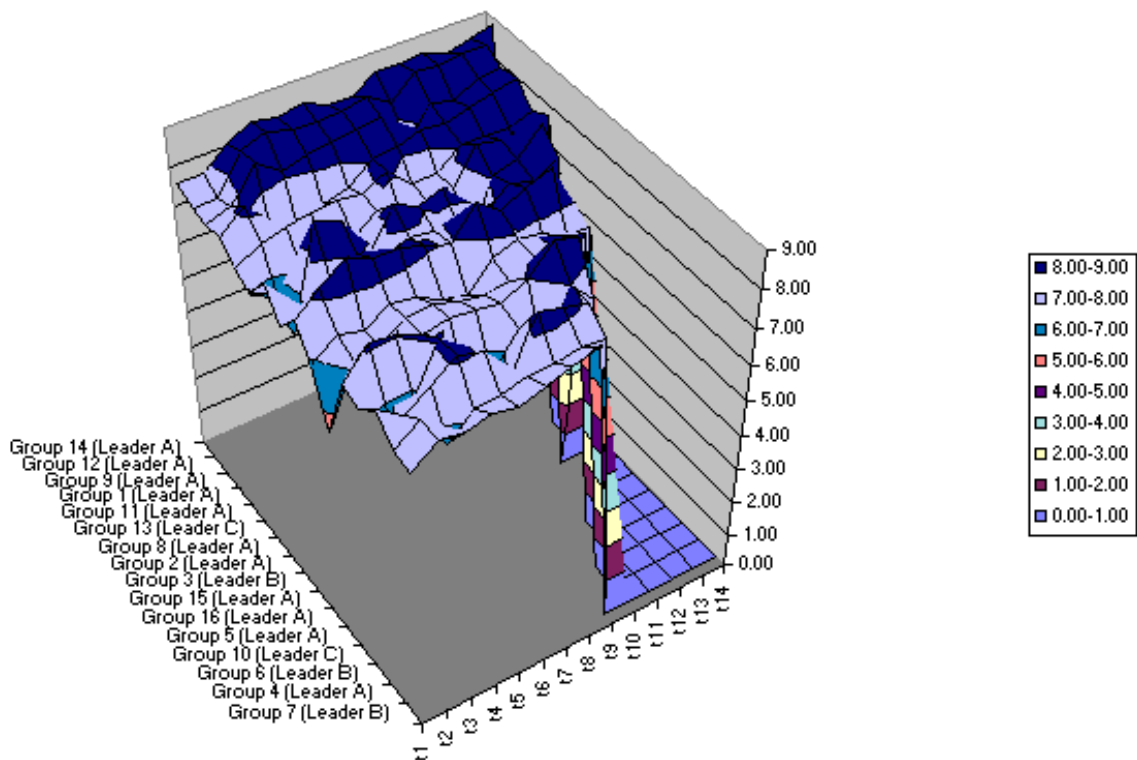 9.00
8.00
7.00
6.00
5.00
4.00
3.00
2.00
1.00
0.00
8.00-9.00
7.00-8.00
6.00-7.00
5.00-6.00
4.00-5.00
3.00-4.00
2.00-3.00
1.00-2.00
0.00-1.00
Group 14 (Leader A)
Group 12 (Leader A)
Group 9 (Leader A)
Group 1 (Leader A)
Group 11 (Leader A)
Group 13 (Leader C)
Group 8 (Leader A)
Group 2 (Leader A)
Group 3 (Leader B)
Group 15 (Leader A)
Group 16 (Leader A)
Group 5 (Leader A)
Group 10 (Leader C)
Group 6 (Leader B)
Group 4 (Leader A)
Group 7 (Leader B)
t1
t2
t3
t4
t5
t6
t7
t8
t9
t10
t11
t12
t13
t14